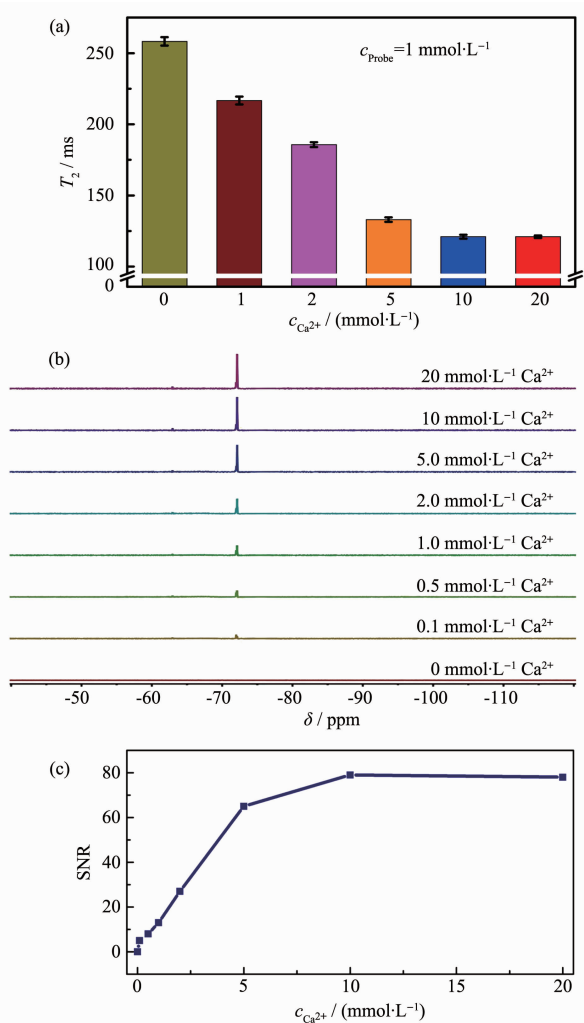 (a)
c_Probe=1 mmol·L⁻¹
250
200
150
100
0
T₂ / ms
0 1 2 5 10 20
c_Ca²⁺ / (mmol·L⁻¹)
(b)
20 mmol·L⁻¹ Ca²⁺
10 mmol·L⁻¹ Ca²⁺
5.0 mmol·L⁻¹ Ca²⁺
2.0 mmol·L⁻¹ Ca²⁺
1.0 mmol·L⁻¹ Ca²⁺
0.5 mmol·L⁻¹ Ca²⁺
0.1 mmol·L⁻¹ Ca²⁺
0 mmol·L⁻¹ Ca²⁺
-50 -60 -70 -80 -90 -100 -110
δ / ppm
(c)
80
60
40
20
0
SNR
0 5 10 15 20
c_Ca²⁺ / (mmol·L⁻¹)